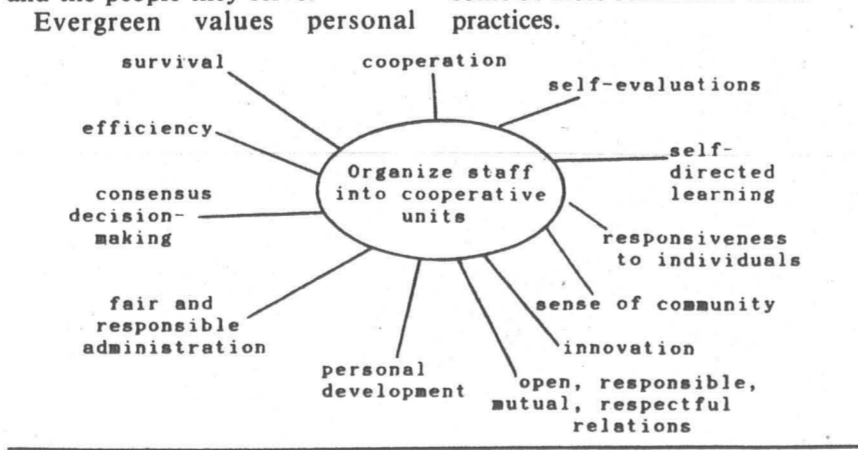 Evergreen values personal practices.
survival
cooperation
self-evaluations
efficiency
self-
directed
learning
Organize staff
into cooperative
units
consensus
decision-
making
responsiveness
to individuals
fair and
responsible
administration
sense of community
innovation
personal
development
open, responsible,
mutual, respectful
relations